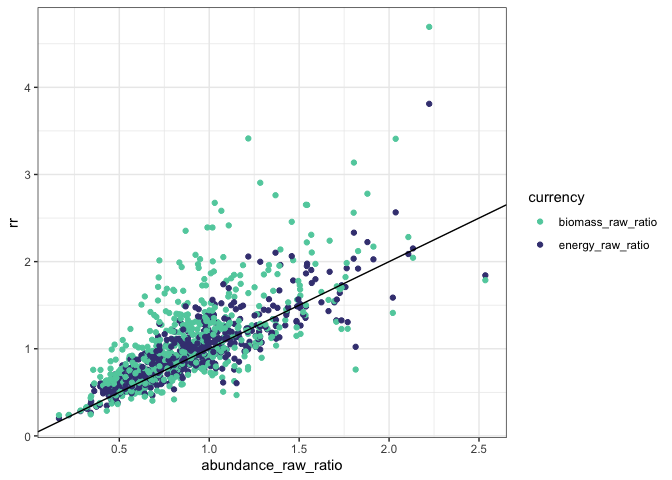 4
3
2
1
0
rr
0.5 1.0 1.5 2.0 2.5
abundance_raw_ratio
currency
biomass_raw_ratio
energy_raw_ratio